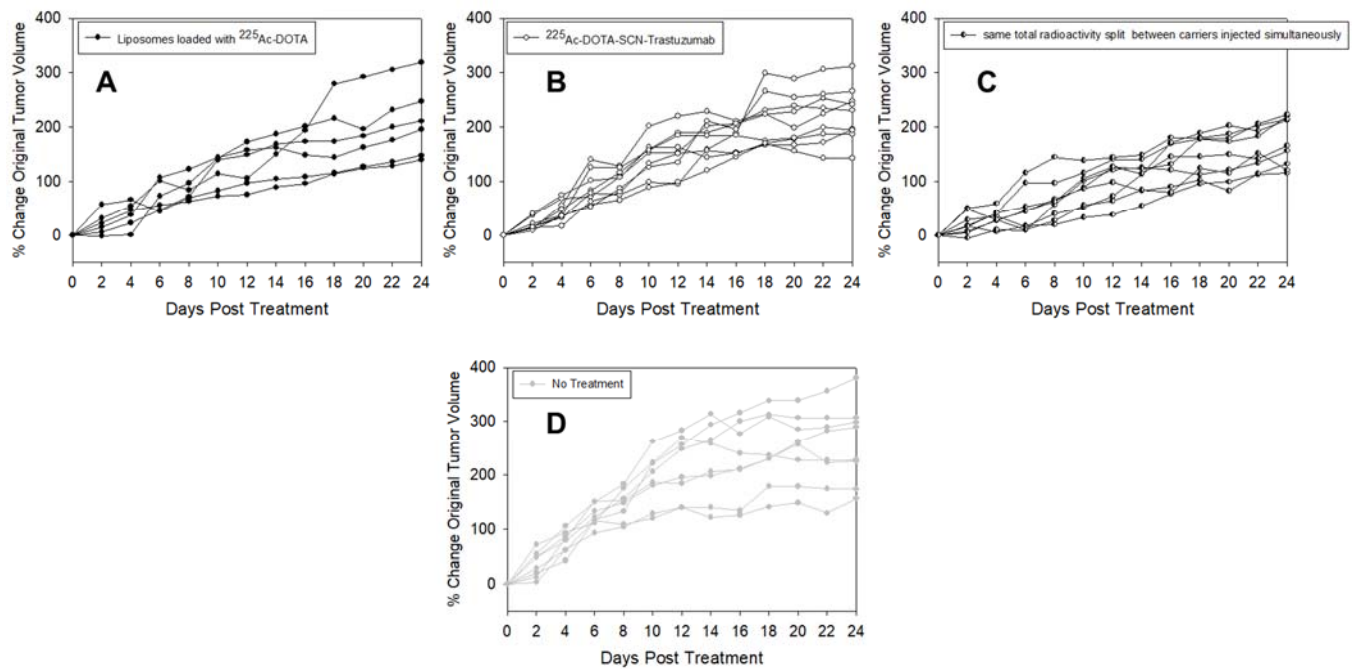 400
300
200
100
0
% Change Original Tumor Volume
Liposomes loaded with ²²⁵Ac-DOTA
A
0 2 4 6 8 10 12 14 16 18 20 22 24
Days Post Treatment
400
300
200
100
0
% Change Original Tumor Volume
²²⁵Ac-DOTA-SCN-Trastuzumab
B
0 2 4 6 8 10 12 14 16 18 20 22 24
Days Post Treatment
400
300
200
100
0
% Change Original Tumor Volume
same total radioactivity split between carriers injected simultaneously
C
0 2 4 6 8 10 12 14 16 18 20 22 24
Days Post Treatment
400
300
200
100
0
% Change Original Tumor Volume
No Treatment
D
0 2 4 6 8 10 12 14 16 18 20 22 24
Days Post Treatment